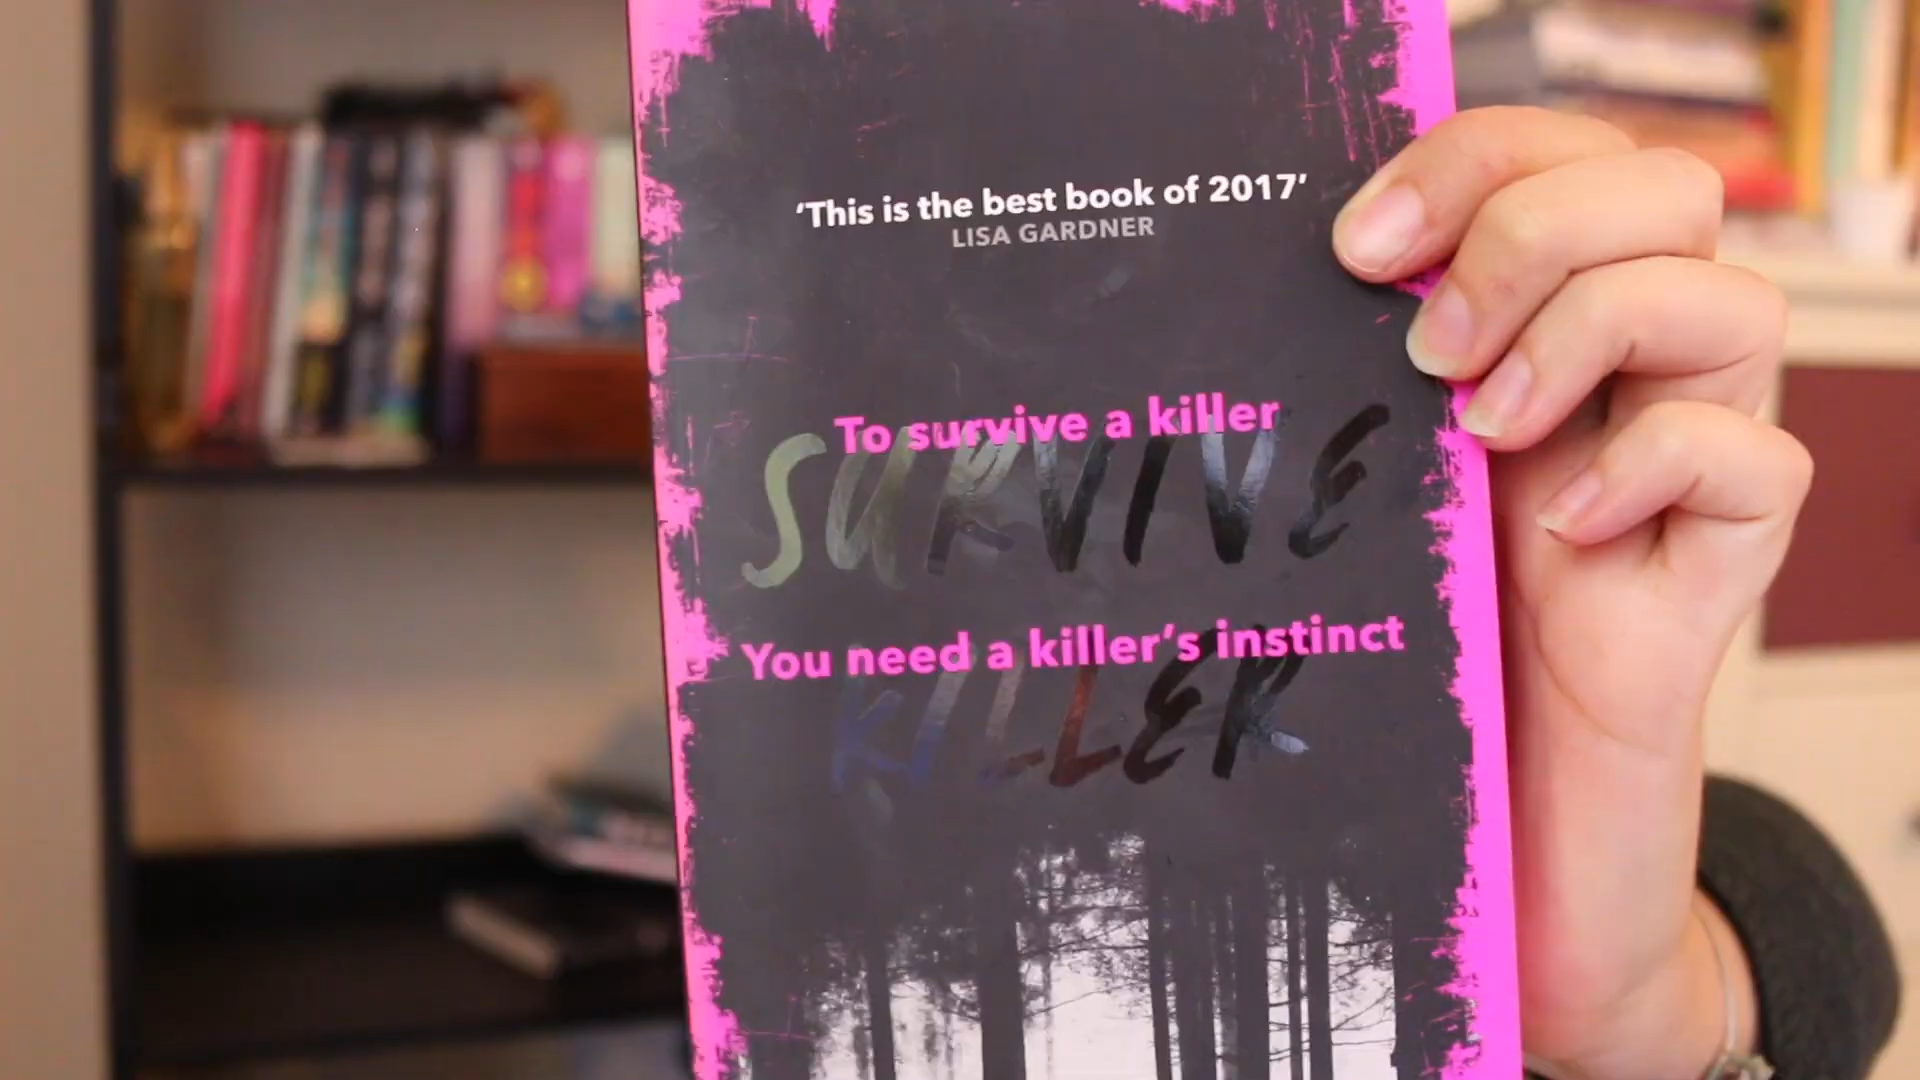 ‘This is the best book of 2017’
LISA GARDNER
To survive a killer
SURVIVE
You need a killer’s instinct
KILLER